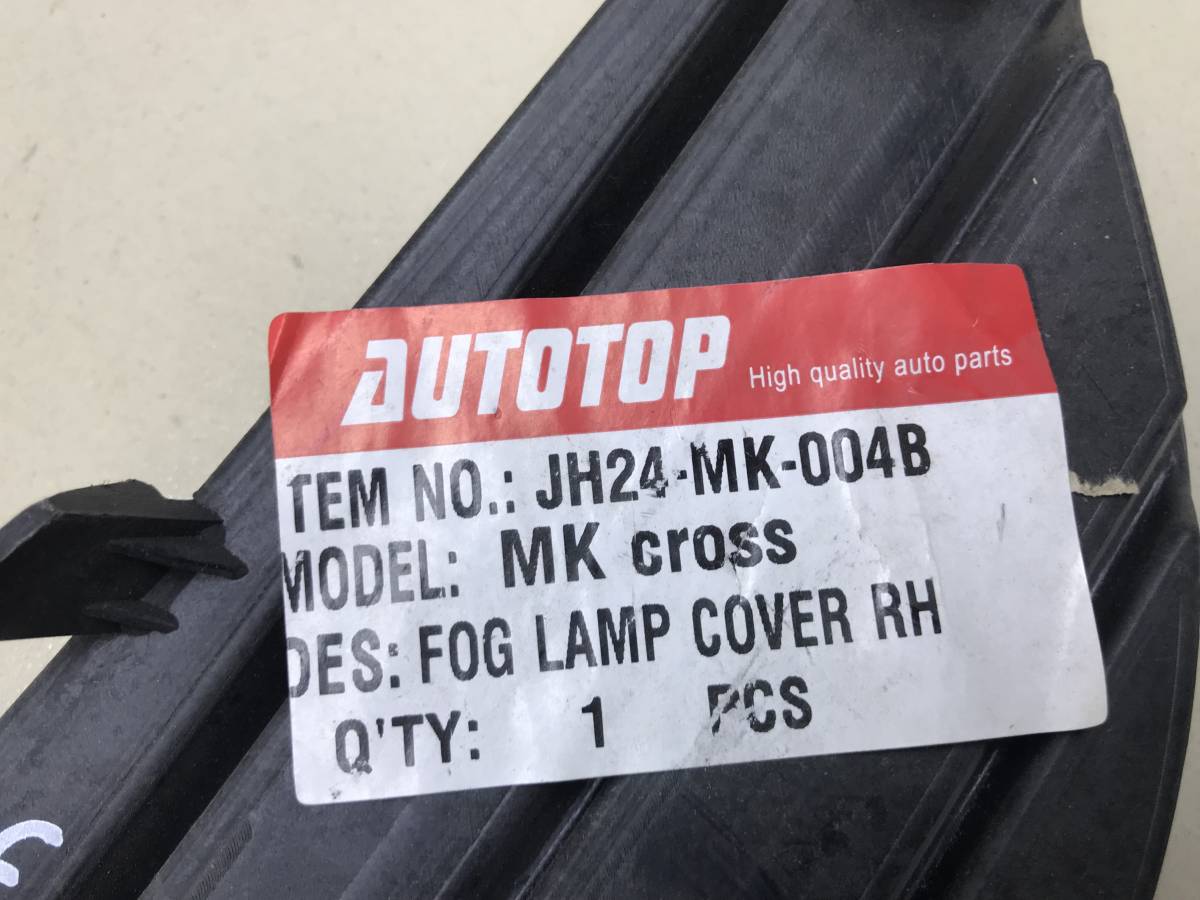 AUTOTOP High quality auto parts
TEM NO.: JH24-MK-004B
MODEL: MK cross
DES: FOG LAMP COVER RH
Q'TY: 1 PCS